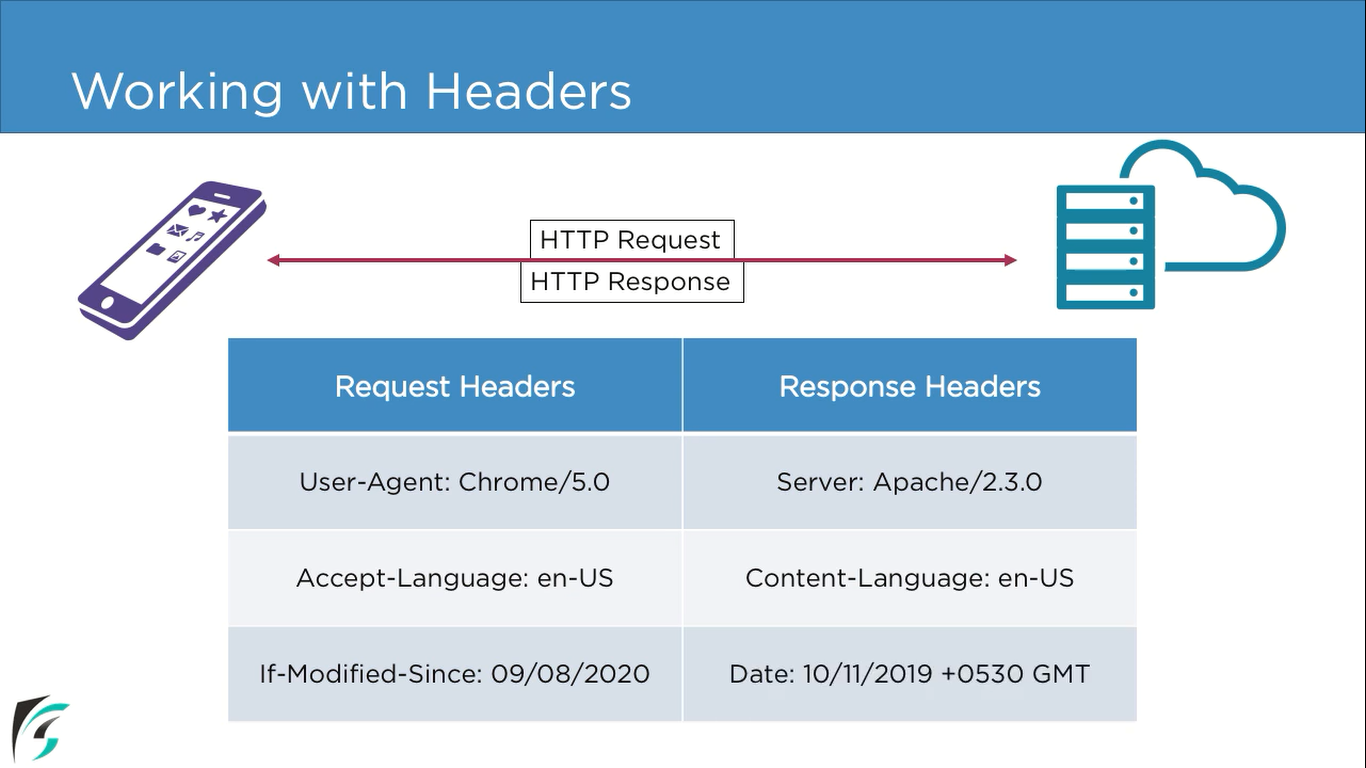 Working with Headers
HTTP Request
HTTP Response
Request Headers
Response Headers
User-Agent: Chrome/5.0
Server: Apache/2.3.0
Accept-Language: en-US
Content-Language: en-US
If-Modified-Since: 09/08/2020
Date: 10/11/2019 +0530 GMT